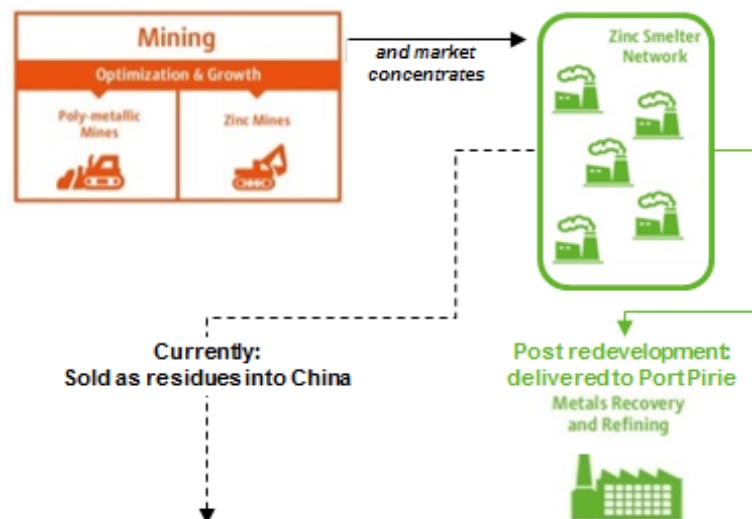 Mining
Optimization & Growth
Poly-metallic
Mines
Zinc Mines
and market
concentrates
Zinc Smelter
Network
Currently:
Sold as residues into China
Post redevelopment:
delivered to Port Pirie
Metals Recovery
and Refining